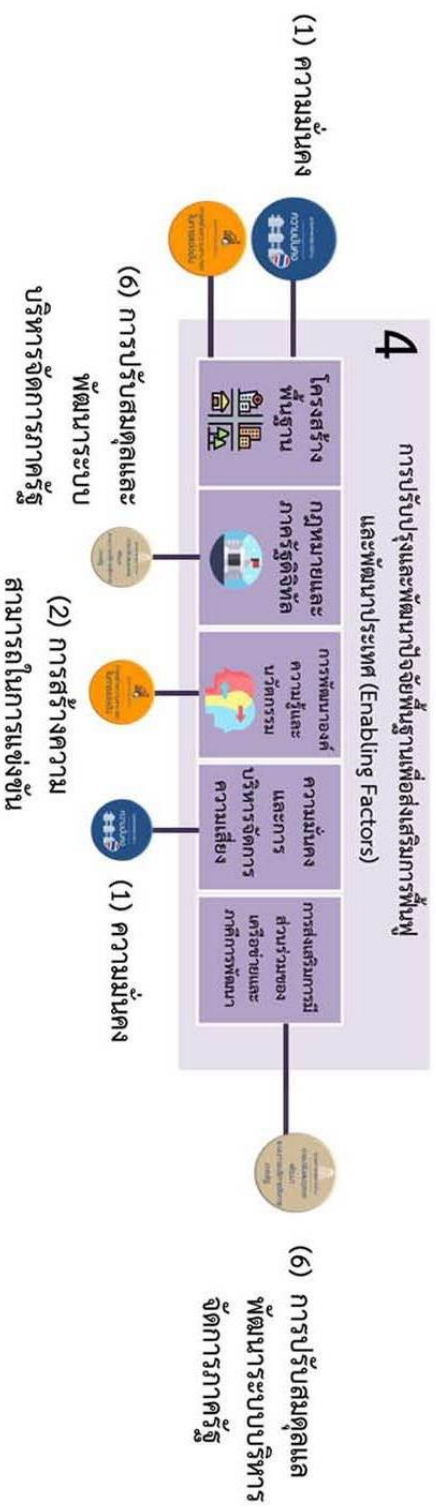 (1) ความมั่นคง
ความมั่นคง
4
การปรับปรุงและพัฒนาปัจจัยพื้นฐานเพื่อส่งเสริมการฟื้นฟู
และพัฒนาประเทศ (Enabling Factors)
โครงสร้าง
พื้นฐาน
กฎหมายและ
ภาครัฐดิจิทัล
การพัฒนาองค์
ความรู้และ
นวัตกรรม
ความมั่นคง
และการ
บริหารจัดการ
ความเสี่ยง
การส่งเสริมการมี
ส่วนร่วมของ
เครือข่ายและ
ภาคีการพัฒนา
(6) การปรับสมดุลและ
พัฒนาระบบ
บริหารจัดการภาครัฐ
(2) การสร้างความ
สามารถในการแข่งขัน
ความมั่นคง
(1) ความมั่นคง
(6) การปรับสมดุลแล
พัฒนาระบบบริหาร
จัดการภาครัฐ